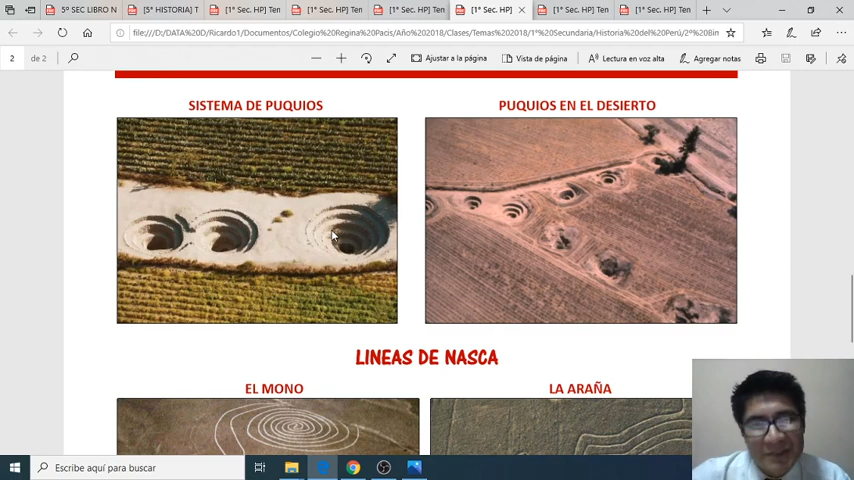 5º SEC LIBRO N
[5º HISTORIA] T
[1º Sec. HP] Ten
[1º Sec. HP] Tem
[1º Sec. HP] Ten
[1º Sec. HP]
[1º Sec. HP] Ten
[1º Sec. HP] Ten
file:///D:/DATA%20D/Ricardo1/Documentos/Colegio%20Regina%20Pacis/Año%202018/Clases/Temas%202018/1º%20Secundaria/Historia%20del%20Perú/2º%20Bim
2 de 2
Ajustar a la página
Vista de página
Lectura en voz alta
Agregar notas
SISTEMA DE PUQUIOS
PUQUIOS EN EL DESIERTO
LINEAS DE NASCA
EL MONO
LA ARAÑA
Escribe aquí para buscar